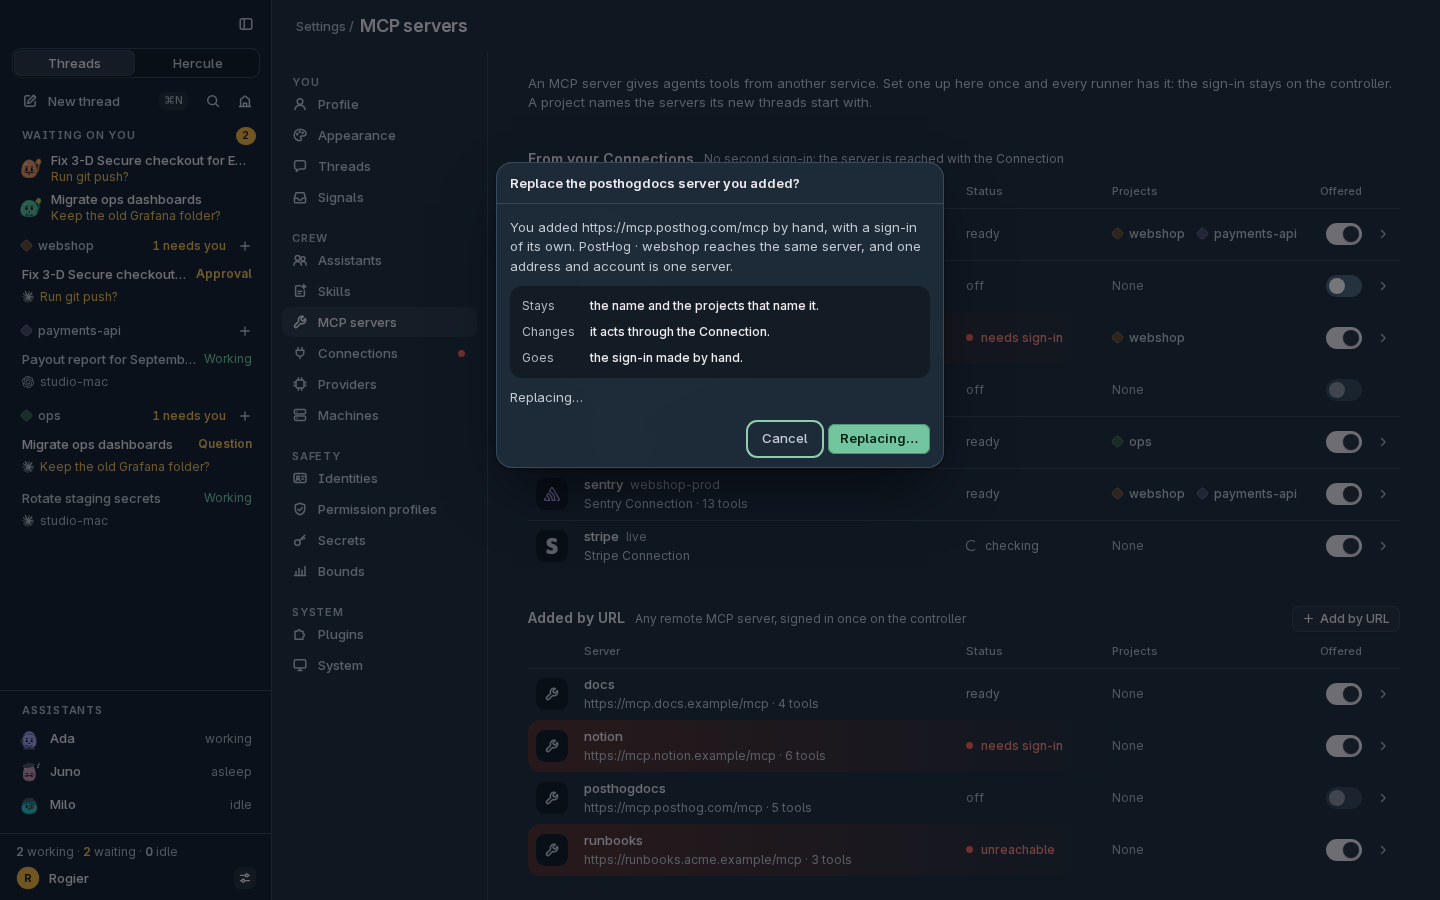 Settings / MCP servers
Threads
Hercule
New thread
⌘N
WAITING ON YOU
2
Fix 3-D Secure checkout for E…
Run git push?
Migrate ops dashboards
Keep the old Grafana folder?
webshop
1 needs you
Fix 3-D Secure checkout…
Approval
Run git push?
payments-api
Payout report for Septemb…
Working
studio-mac
ops
1 needs you
Migrate ops dashboards
Question
Keep the old Grafana folder?
Rotate staging secrets
Working
studio-mac
ASSISTANTS
Ada
working
Juno
asleep
Milo
idle
2 working · 2 waiting · 0 idle
R
Rogier
YOU
Profile
Appearance
Threads
Signals
CREW
Assistants
Skills
MCP servers
Connections
Providers
Machines
SAFETY
Identities
Permission profiles
Secrets
Bounds
SYSTEM
Plugins
System
An MCP server gives agents tools from another service. Set one up here once and every runner has it: the sign-in stays on the controller.
A project names the servers its new threads start with.
From your Connections
No second sign-in: the server is reached with the Connection
Status
Projects
Offered
ready
webshop
payments-api
off
None
needs sign-in
webshop
off
None
ready
ops
Replace the posthogdocs server you added?
You added https://mcp.posthog.com/mcp by hand, with a sign-in
of its own. PostHog · webshop reaches the same server, and one
address and account is one server.
Stays
the name and the projects that name it.
Changes
it acts through the Connection.
Goes
the sign-in made by hand.
Replacing…
Cancel
Replacing…
sentry webshop-prod
Sentry Connection · 13 tools
ready
webshop
payments-api
stripe live
Stripe Connection
checking
None
Added by URL
Any remote MCP server, signed in once on the controller
Add by URL
Server
Status
Projects
Offered
docs
https://mcp.docs.example/mcp · 4 tools
ready
None
notion
https://mcp.notion.example/mcp · 6 tools
needs sign-in
None
posthogdocs
https://mcp.posthog.com/mcp · 5 tools
off
None
runbooks
https://runbooks.acme.example/mcp · 3 tools
unreachable
None